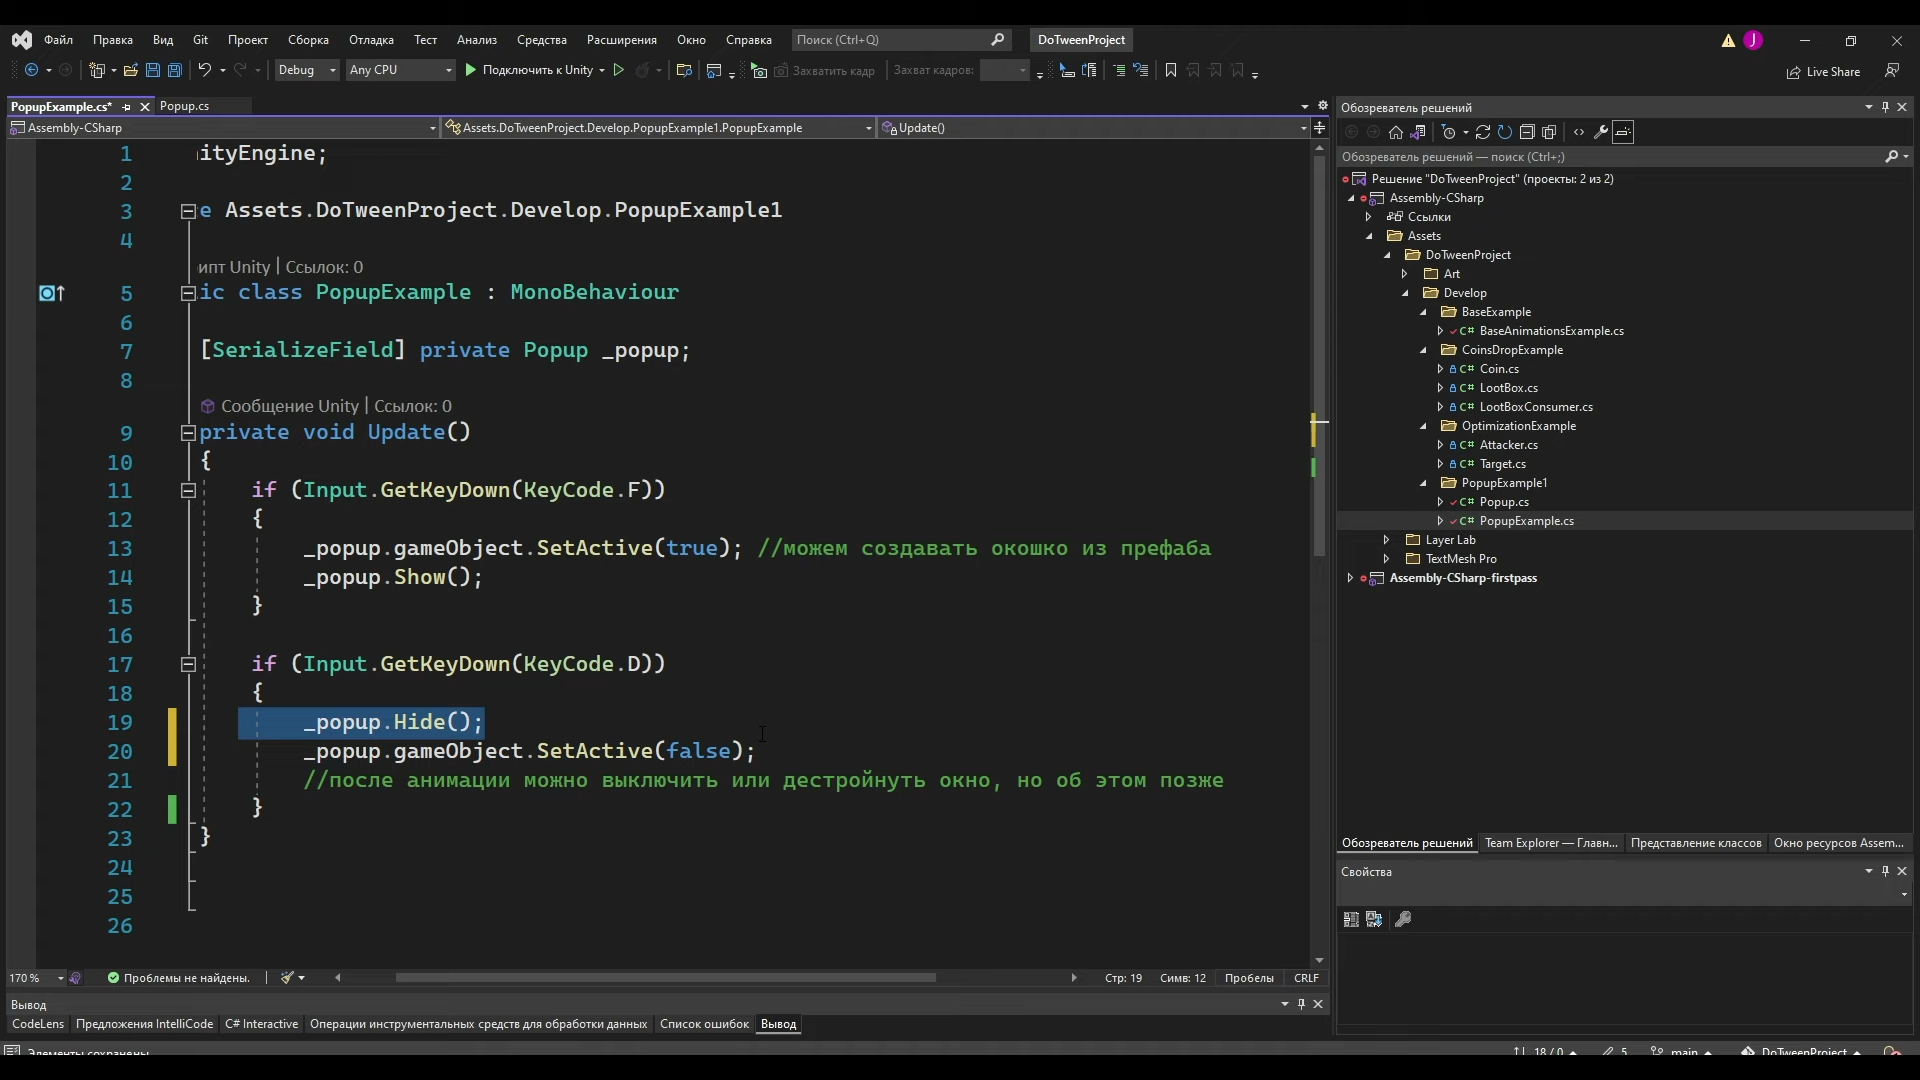 Файл Правка Вид Git Проект Сборка Отладка Тест Анализ Средства Расширения Окно Справка Поиск (Ctrl+Q) DoTweenProject J
Debug Any CPU Подключить к Unity Захватить кадр Захват кадров: Live Share
PopupExample.cs* Popup.cs
Assembly-CSharp Assets.DoTweenProject.Develop.PopupExample1.PopupExample Update()
1 ityEngine;
2
3 e Assets.DoTweenProject.Develop.PopupExample1
4
ипт Unity | Ссылок: 0
5 ic class PopupExample : MonoBehaviour
6
7 [SerializeField] private Popup _popup;
8
Сообщение Unity | Ссылок: 0
9 private void Update()
10 {
11 if (Input.GetKeyDown(KeyCode.F))
12 {
13 _popup.gameObject.SetActive(true); //можем создавать окошко из префаба
14 _popup.Show();
15 }
16
17 if (Input.GetKeyDown(KeyCode.D))
18 {
19 _popup.Hide();
20 _popup.gameObject.SetActive(false);
21 //после анимации можно выключить или дестройнуть окно, но об этом позже
22 }
23 }
24
25
26
170 % Проблемы не найдены. Стр: 19 Симв: 12 Пробелы CRLF
Вывод
CodeLens Предложения IntelliCode C# Interactive Операции инструментальных средств для обработки данных Список ошибок Вывод
Элементы сохранены
18 / 0 5 main DoTweenProject
Обозреватель решений
Обозреватель решений — поиск (Ctrl+;)
Решение "DoTweenProject" (проекты: 2 из 2)
Assembly-CSharp
Ссылки
Assets
DoTweenProject
Art
Develop
BaseExample
C# BaseAnimationsExample.cs
CoinsDropExample
C# Coin.cs
C# LootBox.cs
C# LootBoxConsumer.cs
OptimizationExample
C# Attacker.cs
C# Target.cs
PopupExample1
C# Popup.cs
C# PopupExample.cs
Layer Lab
TextMesh Pro
Assembly-CSharp-firstpass
Обозреватель решений Team Explorer — Главн... Представление классов Окно ресурсов Assem...
Свойства